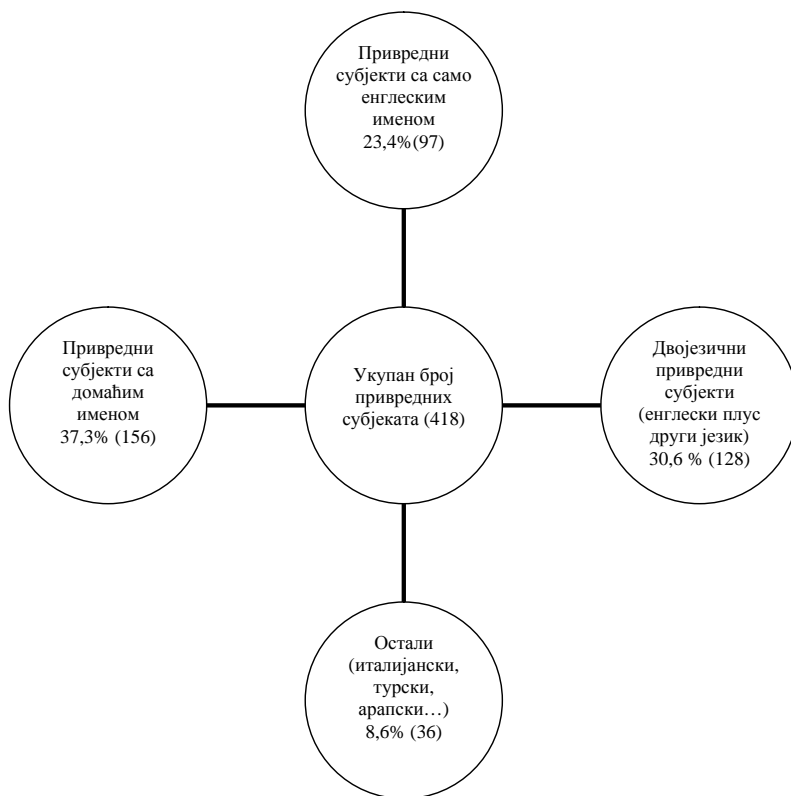 Привредни
субјекти са само
енглеским
именом
23,4%(97)
Привредни
субјекти са
домаћим
именом
37,3% (156)
Укупан број
привредних
субјеката (418)
Двојезични
привредни
субјекти
(енглески плус
други језик)
30,6 % (128)
Остали
(италијански,
турски,
арапски…)
8,6% (36)